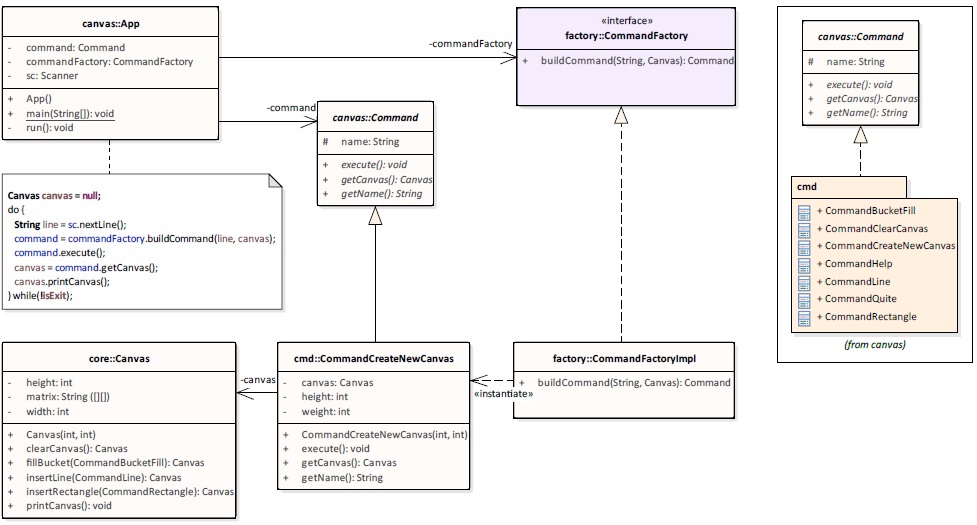 canvas::App
- command: Command
- commandFactory: CommandFactory
- sc: Scanner
+ App()
+ main(String[]): void
- run(): void
-commandFactory
«interface»
factory::CommandFactory
+ buildCommand(String, Canvas): Command
-command
canvas::Command
# name: String
+ execute(): void
+ getCanvas(): Canvas
+ getName(): String
Canvas canvas = null;
do {
String line = sc.nextLine();
command = commandFactory.buildCommand(line, canvas);
command.execute();
canvas = command.getCanvas();
canvas.printCanvas();
} while(!isExit);
core::Canvas
- height: int
- matrix: String ([][])
- width: int
+ Canvas(int, int)
+ clearCanvas(): Canvas
+ fillBucket(CommandBucketFill): Canvas
+ insertLine(CommandLine): Canvas
+ insertRectangle(CommandRectangle): Canvas
+ printCanvas(): void
-canvas
cmd::CommandCreateNewCanvas
- canvas: Canvas
- height: int
- weight: int
+ CommandCreateNewCanvas(int, int)
+ execute(): void
+ getCanvas(): Canvas
+ getName(): String
«instantiate»
factory::CommandFactoryImpl
+ buildCommand(String, Canvas): Command
canvas::Command
# name: String
+ execute(): void
+ getCanvas(): Canvas
+ getName(): String
cmd
+ CommandBucketFill
+ CommandClearCanvas
+ CommandCreateNewCanvas
+ CommandHelp
+ CommandLine
+ CommandQuite
+ CommandRectangle
(from canvas)